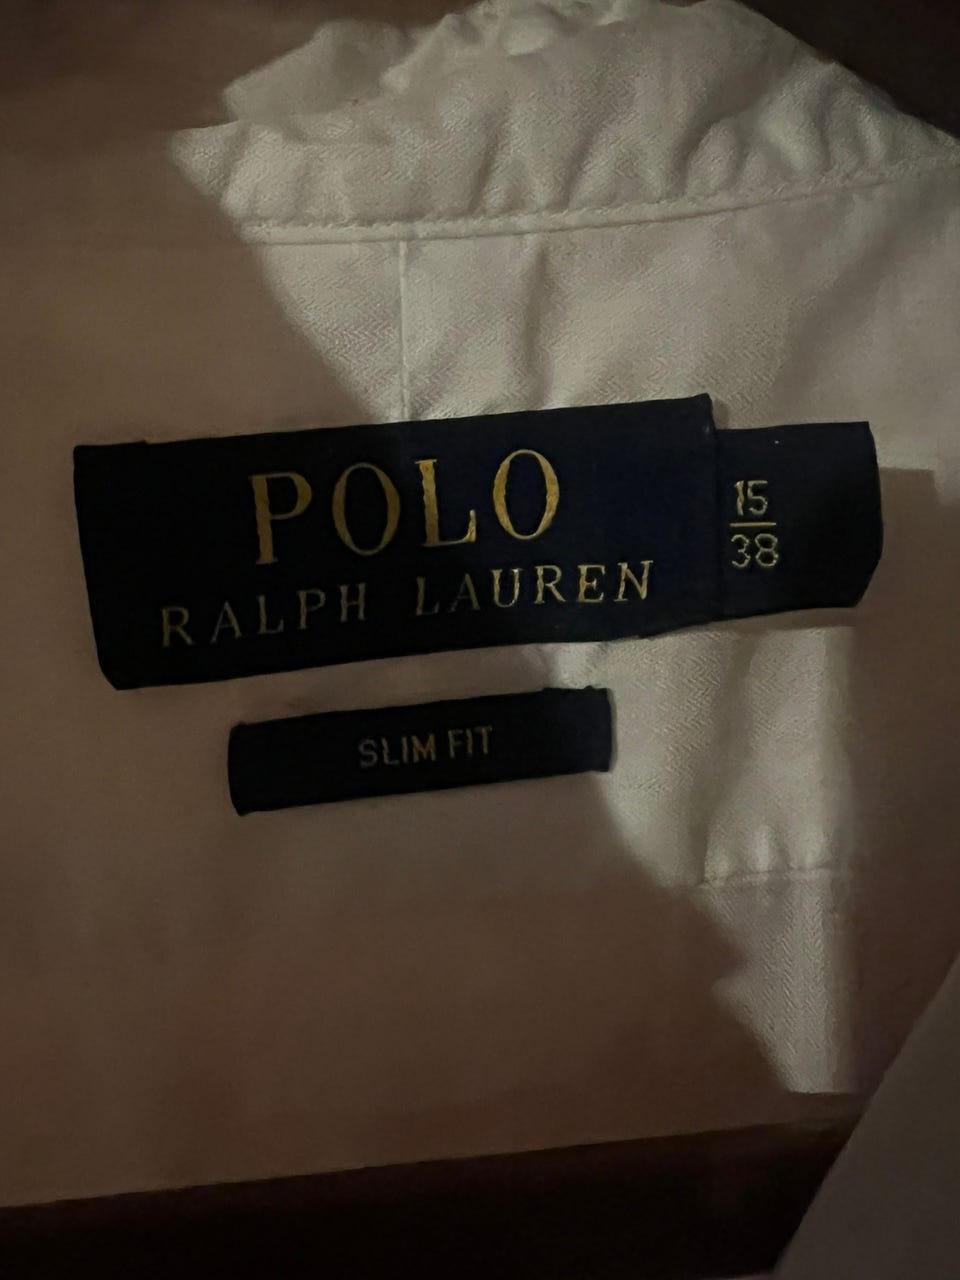 POLO
RALPH LAUREN
15
38
SLIM FIT